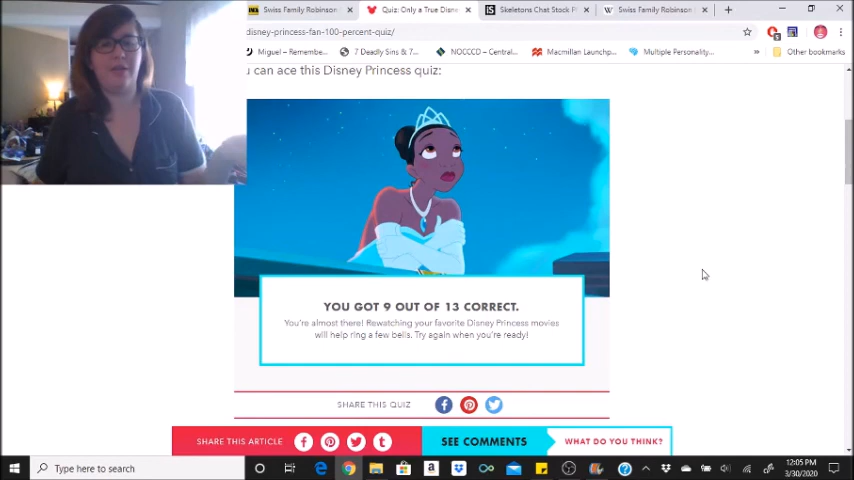 Swiss Family Robinson
Quiz: Only a True Disne
Skeletons Chat Stock P
Swiss Family Robinson
disney-princess-fan-100-percent-quiz/
Miguel – Remembe...
7 Deadly Sins & 7...
NOCCCD – Central...
Macmillan Launchp...
Multiple Personality...
»
Other bookmarks
u can ace this Disney Princess quiz:
YOU GOT 9 OUT OF 13 CORRECT.
You're almost there! Rewatching your favorite Disney Princess movies
will help ring a few bells. Try again when you're ready!
SHARE THIS QUIZ
SHARE THIS ARTICLE
SEE COMMENTS
WHAT DO YOU THINK?
Type here to search
12:05 PM
3/30/2020